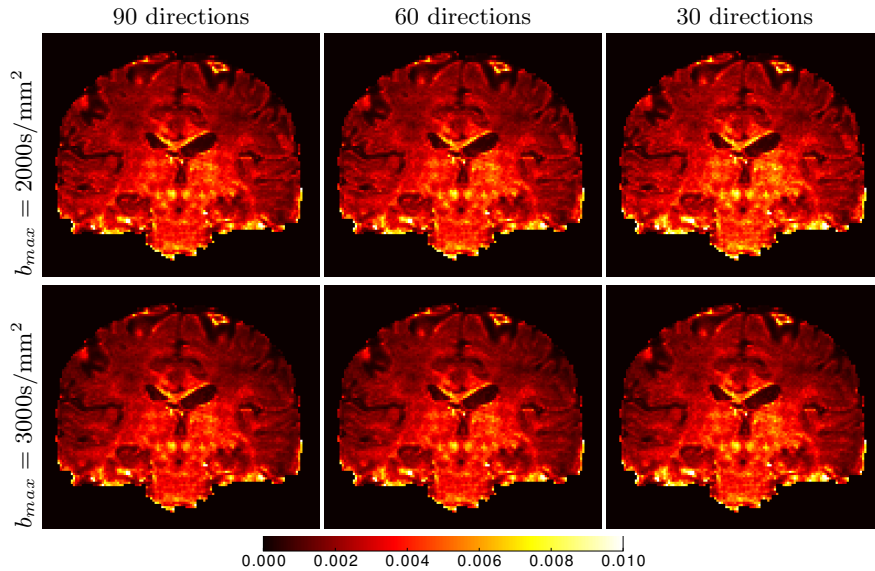 90 directions 60 directions 30 directions
b_max = 2000s/mm²
b_max = 3000s/mm²
0.000 0.002 0.004 0.006 0.008 0.010